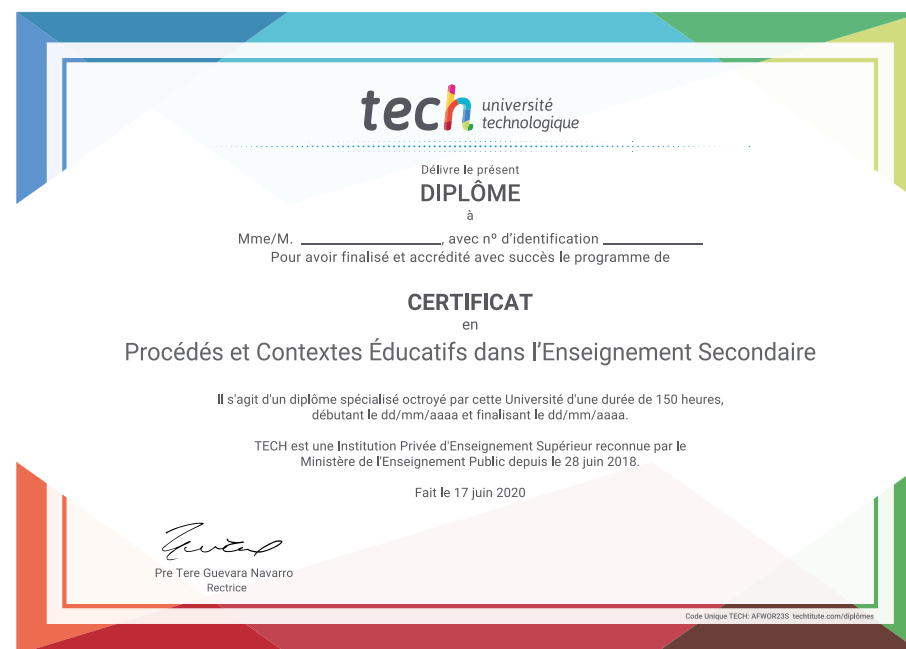 tech université
technologique
Délivre le présent
DIPLÔME
à
Mme/M. ____________________, avec nº d'identification ______________
Pour avoir finalisé et accrédité avec succès le programme de
CERTIFICAT
en
Procédés et Contextes Éducatifs dans l'Enseignement Secondaire
Il s'agit d'un diplôme spécialisé octroyé par cette Université d'une durée de 150 heures,
débutant le dd/mm/aaaa et finalisant le dd/mm/aaaa.
TECH est une Institution Privée d'Enseignement Supérieur reconnue par le
Ministère de l'Enseignement Public depuis le 28 juin 2018.
Fait le 17 juin 2020
Pre Tere Guevara Navarro
Rectrice
Code Unique TECH: AFWOR23S techtitute.com/diplômes